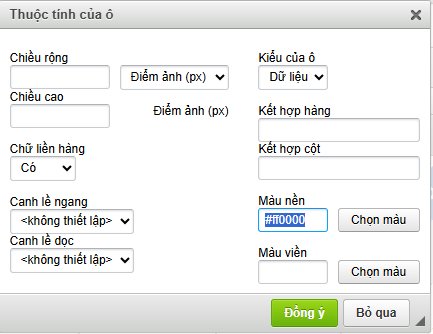 Thuộc tính của ô
Chiều rộng
Điểm ảnh (px)
Chiều cao
Điểm ảnh (px)
Chữ liền hàng
Có
Canh lề ngang
<không thiết lập>
Canh lề dọc
<không thiết lập>
Kiểu của ô
Dữ liệu
Kết hợp hàng
Kết hợp cột
Màu nền
#ff0000
Chọn màu
Màu viền
Chọn màu
Đồng ý
Bỏ qua